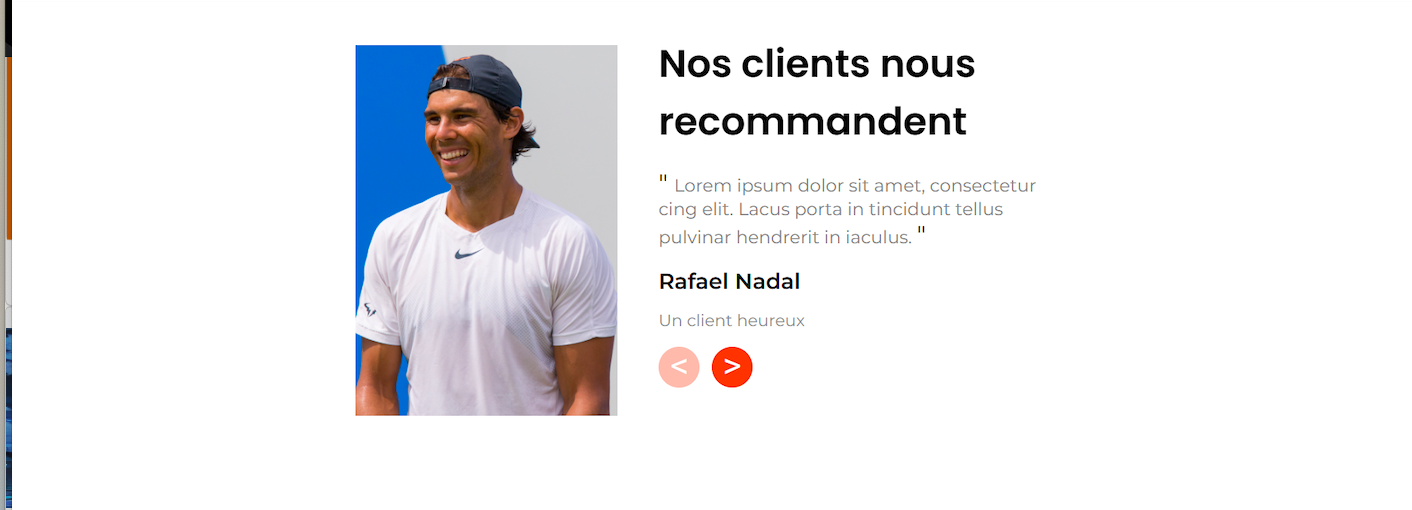 Nos clients nous
recommandent
" Lorem ipsum dolor sit amet, consectetur
cing elit. Lacus porta in tincidunt tellus
pulvinar hendrerit in iaculus. "
Rafael Nadal
Un client heureux
< >